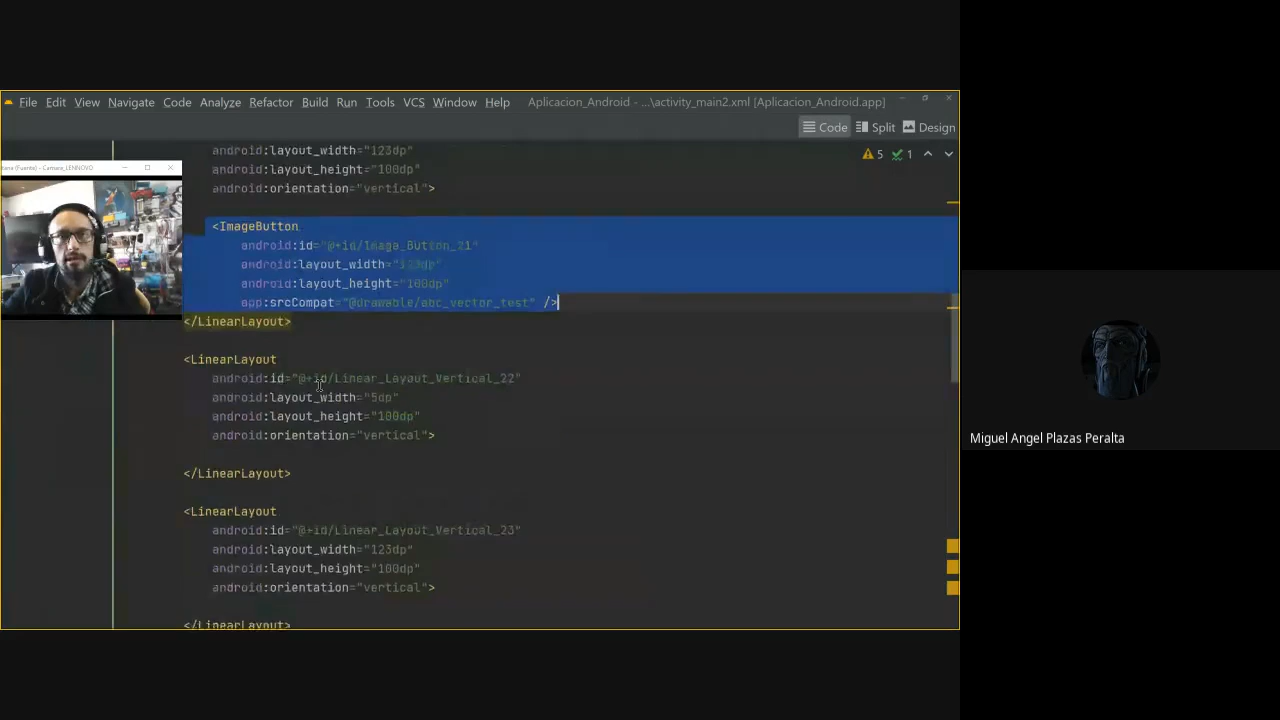 File Edit View Navigate Code Analyze Refactor Build Run Tools VCS Window Help Aplicacion_Android - ...\activity_main2.xml [Aplicacion_Android.app]
Code Split Design
android:layout_width="123dp"
5 1
(Fuente) - Camara_LENNOVO
android:layout_height="100dp"
android:orientation="vertical">
<ImageButton
android:id="@+id/Image_Button_21"
android:layout_width="123dp"
android:layout_height="100dp"
app:srcCompat="@drawable/abc_vector_test" />
</LinearLayout>
<LinearLayout
android:id="@+id/Linear_Layout_Vertical_22"
android:layout_width="5dp"
android:layout_height="100dp"
android:orientation="vertical">
</LinearLayout>
<LinearLayout
android:id="@+id/Linear_Layout_Vertical_23"
android:layout_width="123dp"
android:layout_height="100dp"
android:orientation="vertical">
</LinearLayout>
Miguel Angel Plazas Peralta